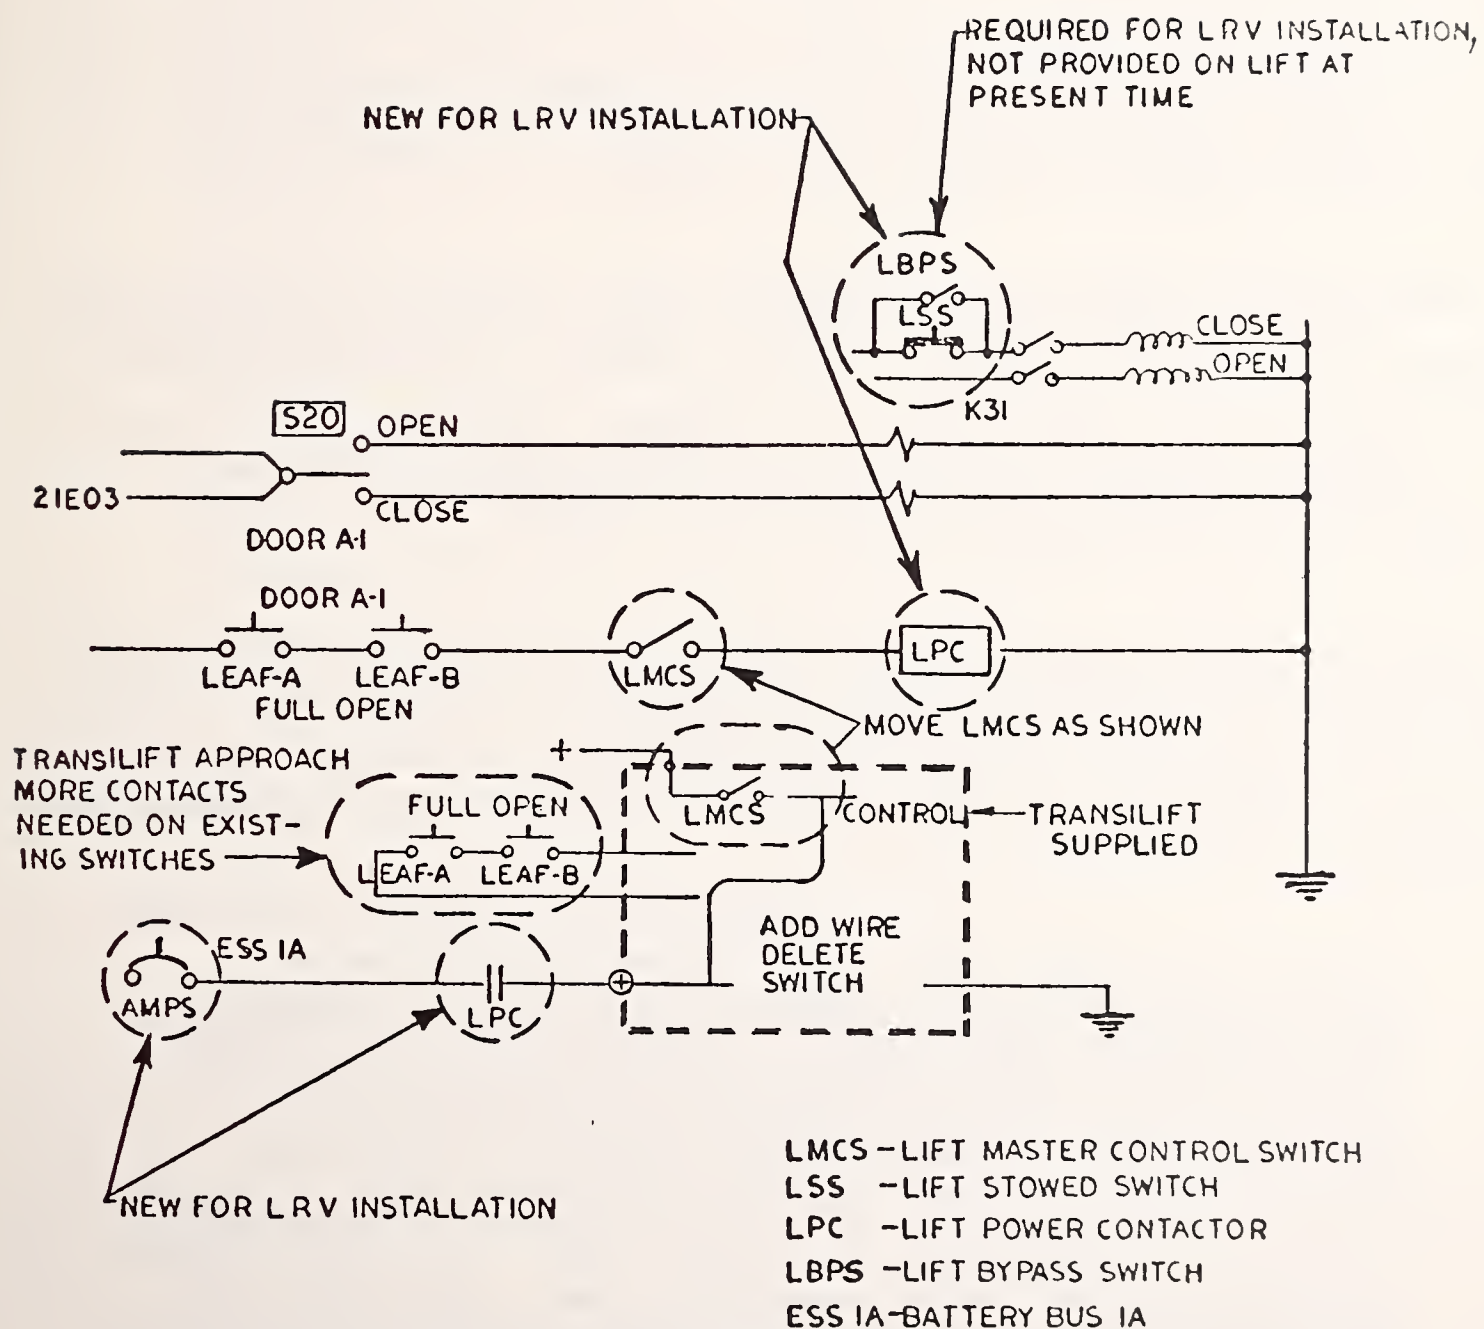 REQUIRED FOR LRV INSTALLATION,
NOT PROVIDED ON LIFT AT
PRESENT TIME
NEW FOR LRV INSTALLATION
LBPS
LSS
CLOSE
OPEN
K31
S20
OPEN
21E03
CLOSE
DOOR A-1
DOOR A-1
LEAF-A LEAF-B
FULL OPEN
LMCS
LPC
MOVE LMCS AS SHOWN
TRANSILIFT APPROACH
MORE CONTACTS
NEEDED ON EXIST-
ING SWITCHES
+
FULL OPEN
LEAF-A LEAF-B
LMCS
CONTROL
TRANSILIFT
SUPPLIED
ESS 1A
AMPS
LPC
+
ADD WIRE
DELETE
SWITCH
NEW FOR LRV INSTALLATION
LMCS - LIFT MASTER CONTROL SWITCH
LSS - LIFT STOWED SWITCH
LPC - LIFT POWER CONTACTOR
LBPS - LIFT BYPASS SWITCH
ESS 1A - BATTERY BUS 1A